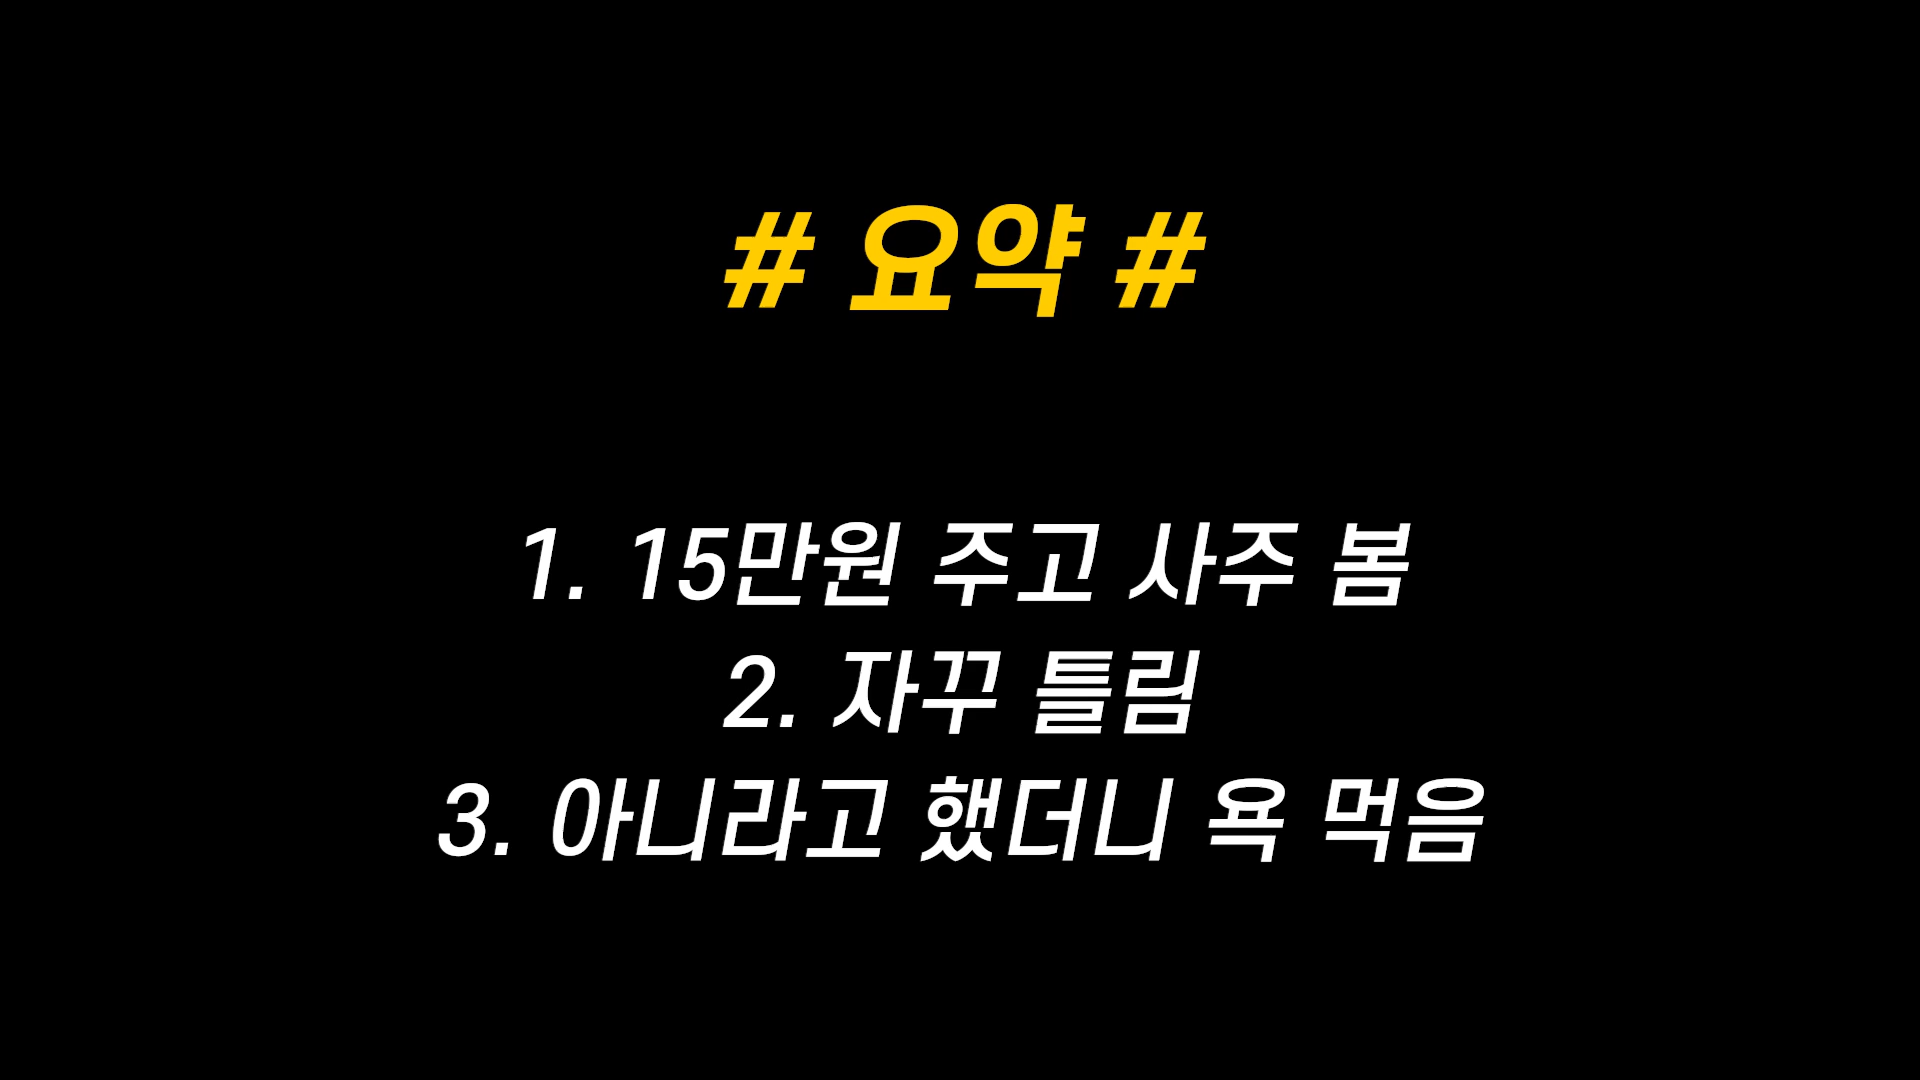 # 요약 #
1. 15만원 주고 사주 봄
2. 자꾸 틀림
3. 아니라고 했더니 욕 먹음